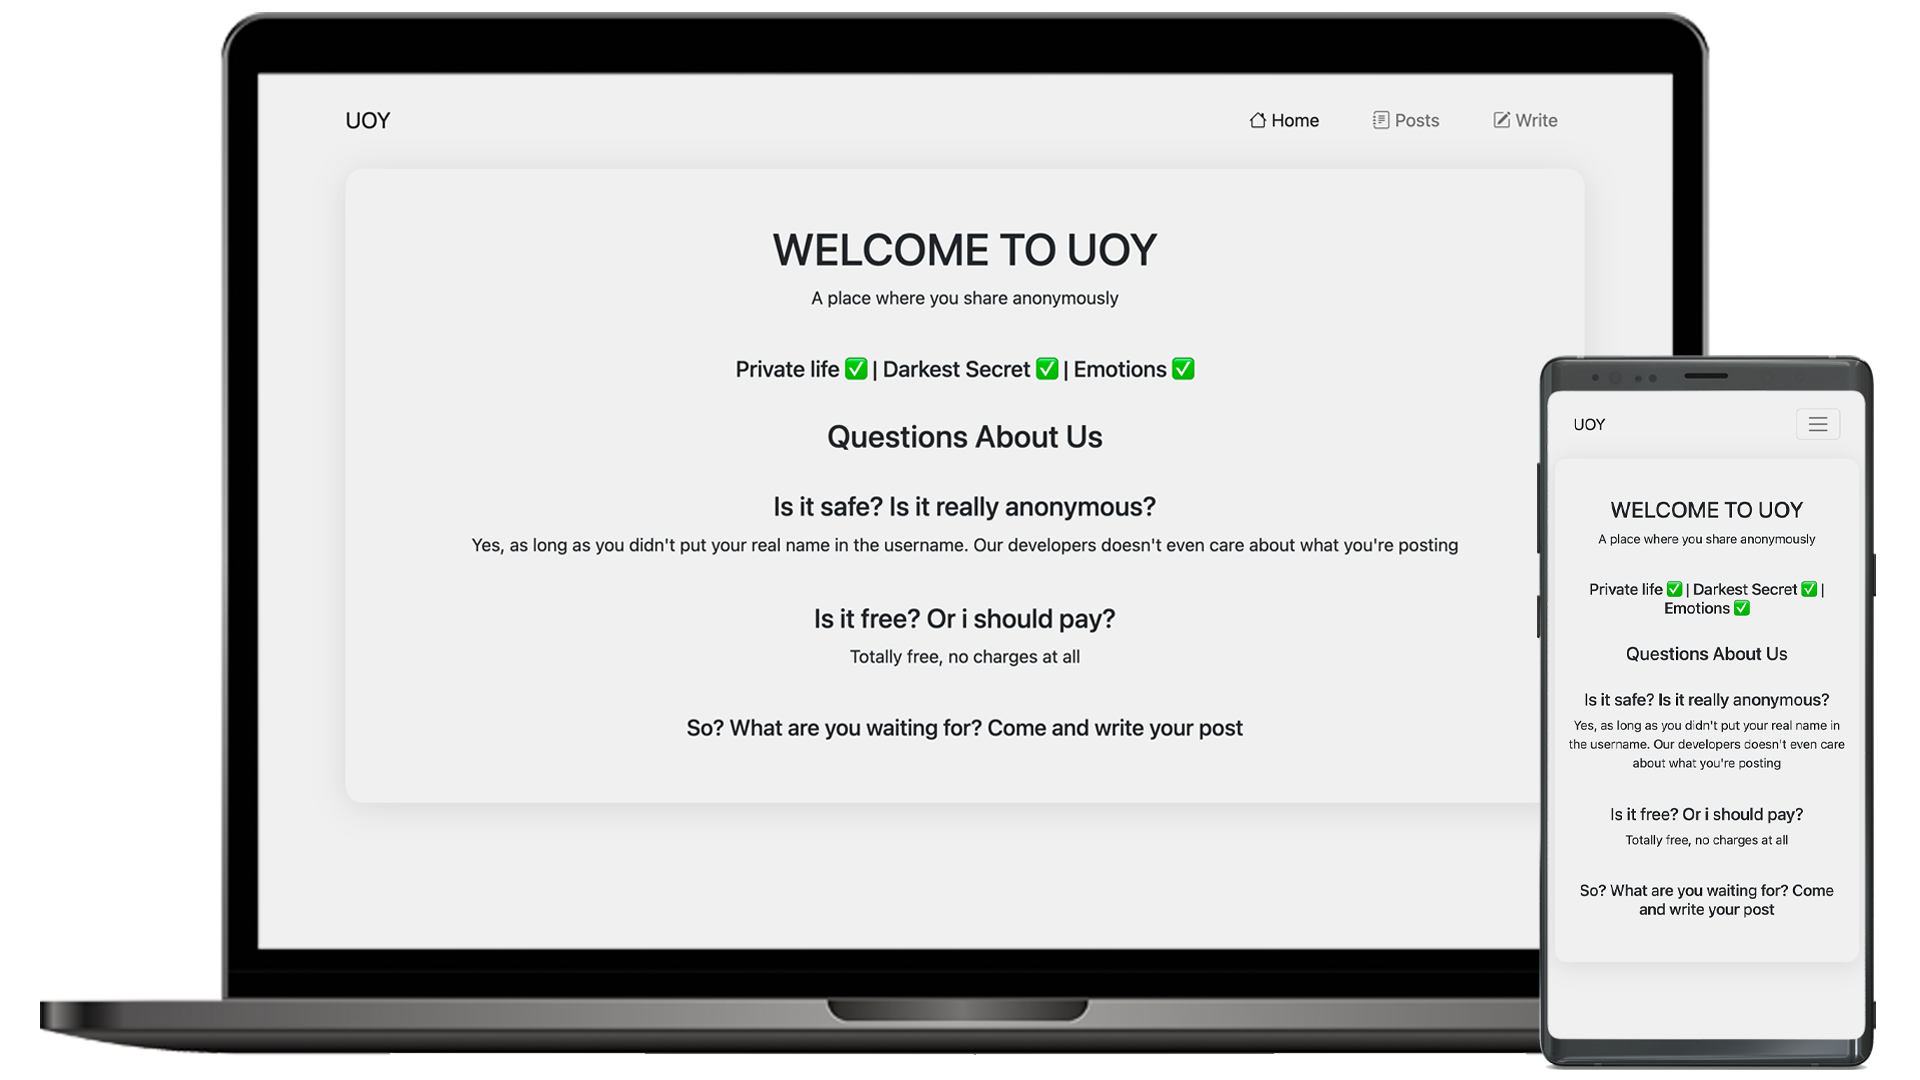 UOY
Home Posts Write
WELCOME TO UOY
A place where you share anonymously
Private life ✅ | Darkest Secret ✅ | Emotions ✅
Questions About Us
Is it safe? Is it really anonymous?
Yes, as long as you didn't put your real name in the username. Our developers doesn't even care about what you're posting
Is it free? Or i should pay?
Totally free, no charges at all
So? What are you waiting for? Come and write your post
UOY
WELCOME TO UOY
A place where you share anonymously
Private life ✅ | Darkest Secret ✅ |
Emotions ✅
Questions About Us
Is it safe? Is it really anonymous?
Yes, as long as you didn't put your real name in
the username. Our developers doesn't even care
about what you're posting
Is it free? Or i should pay?
Totally free, no charges at all
So? What are you waiting for? Come
and write your post